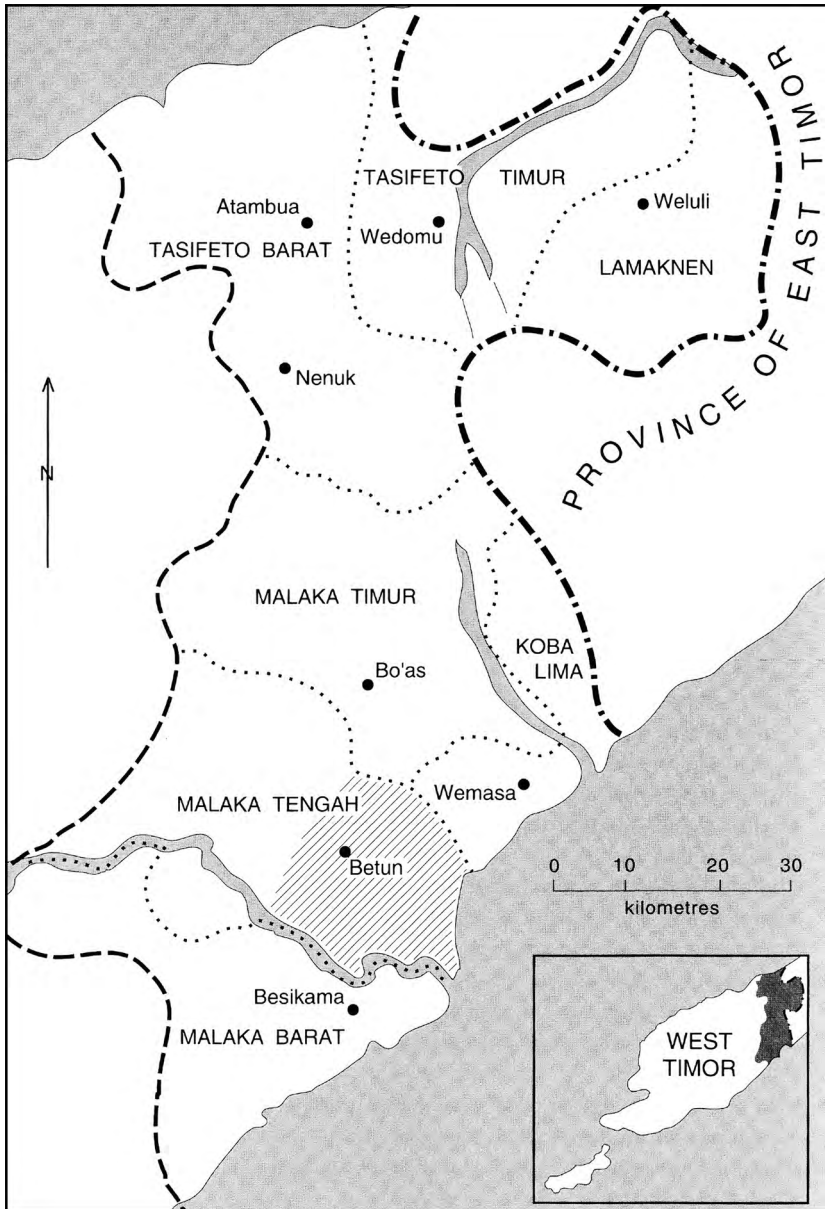 PROVINCE OF EAST TIMOR
TASIFETO TIMUR
Weluli
Atambua
Wedomu
TASIFETO BARAT
LAMAKNEN
Nenuk
N
MALAKA TIMUR
KOBA
LIMA
Bo'as
Wemasa
MALAKA TENGAH
Betun
0 10 20 30
kilometres
Besikama
MALAKA BARAT
WEST
TIMOR